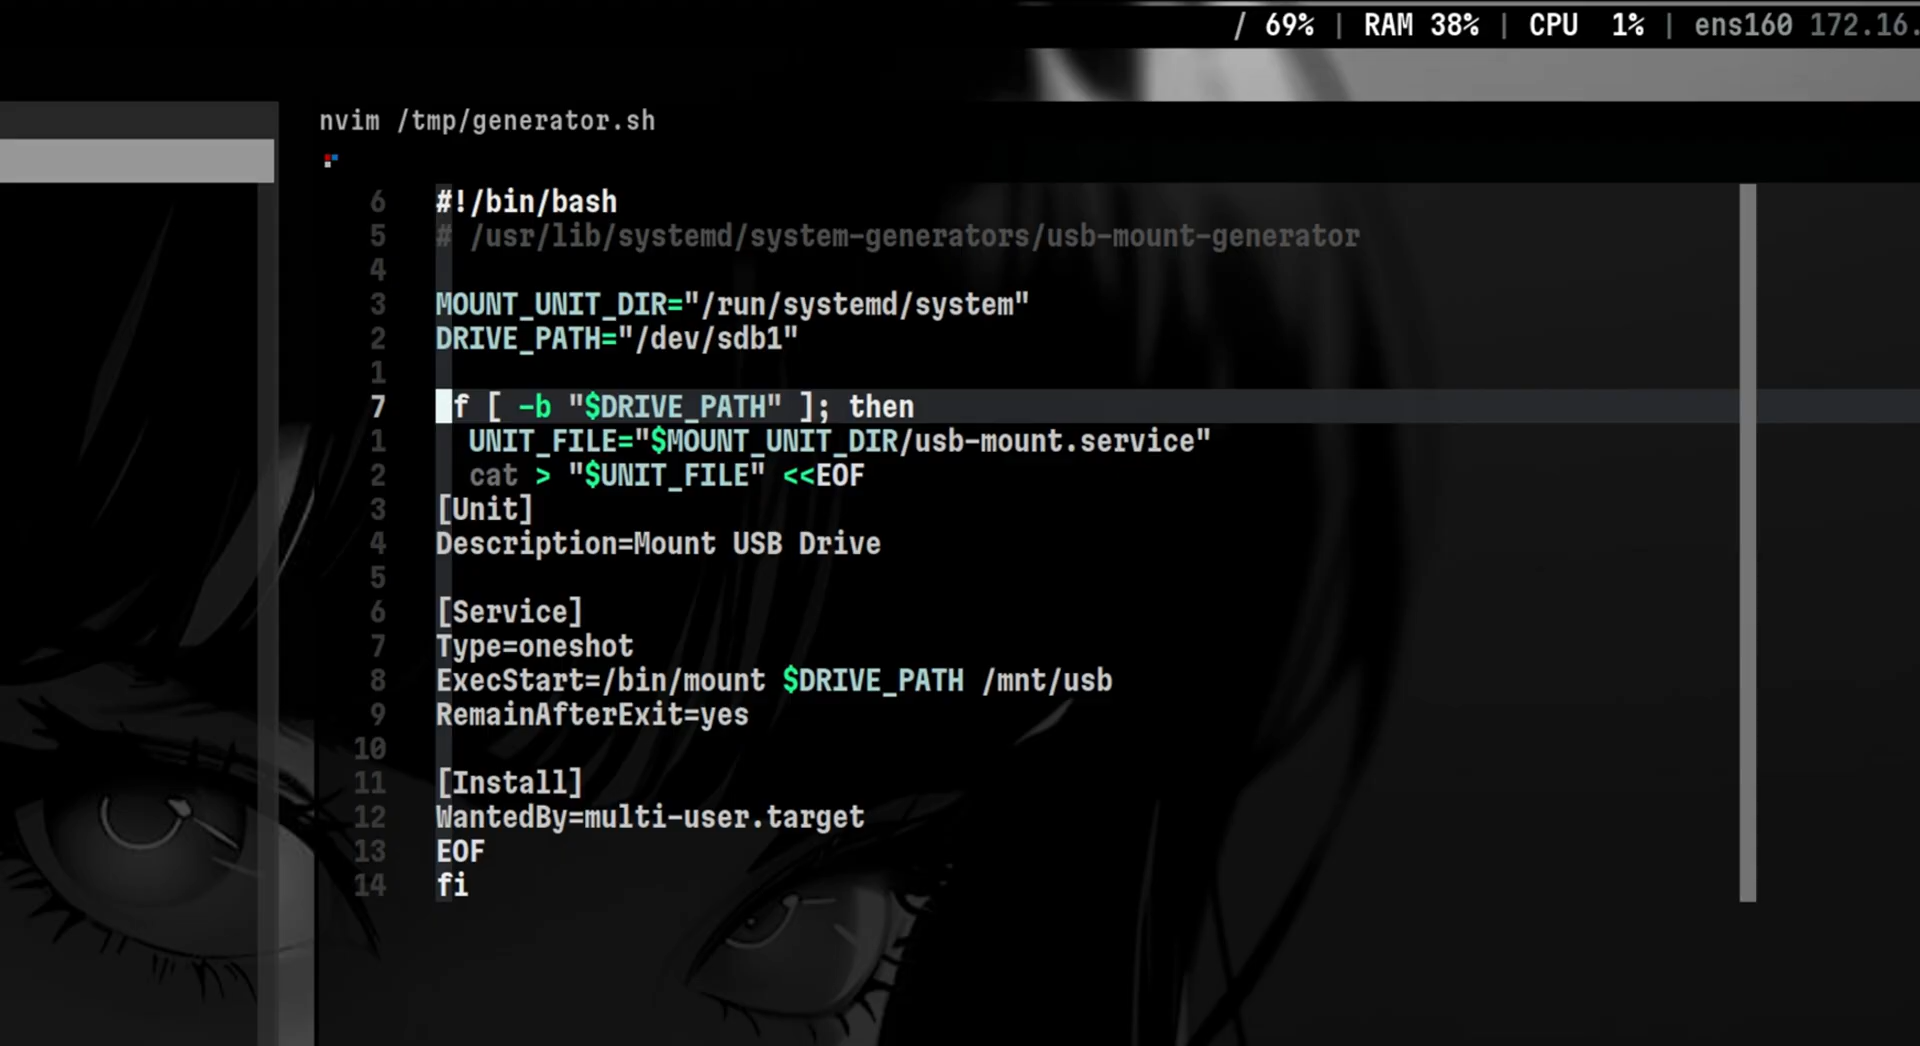 / 69% | RAM 38% | CPU 1% | ens160 172.16.
nvim /tmp/generator.sh
6 #!/bin/bash
5 # /usr/lib/systemd/system-generators/usb-mount-generator
4
3 MOUNT_UNIT_DIR="/run/systemd/system"
2 DRIVE_PATH="/dev/sdb1"
1
7 f [ -b "$DRIVE_PATH" ]; then
1 UNIT_FILE="$MOUNT_UNIT_DIR/usb-mount.service"
2 cat > "$UNIT_FILE" <<EOF
3 [Unit]
4 Description=Mount USB Drive
5
6 [Service]
7 Type=oneshot
8 ExecStart=/bin/mount $DRIVE_PATH /mnt/usb
9 RemainAfterExit=yes
10
11 [Install]
12 WantedBy=multi-user.target
13 EOF
14 fi